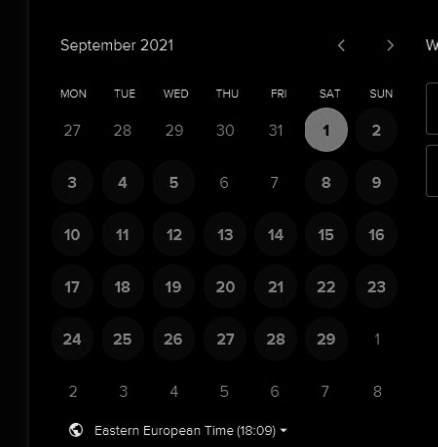 September 2021 < > W
MON TUE WED THU FRI SAT SUN
27 28 29 30 31 1 2
3 4 5 6 7 8 9
10 11 12 13 14 15 16
17 18 19 20 21 22 23
24 25 26 27 28 29 1
2 3 4 5 6 7 8
Eastern European Time (18:09)